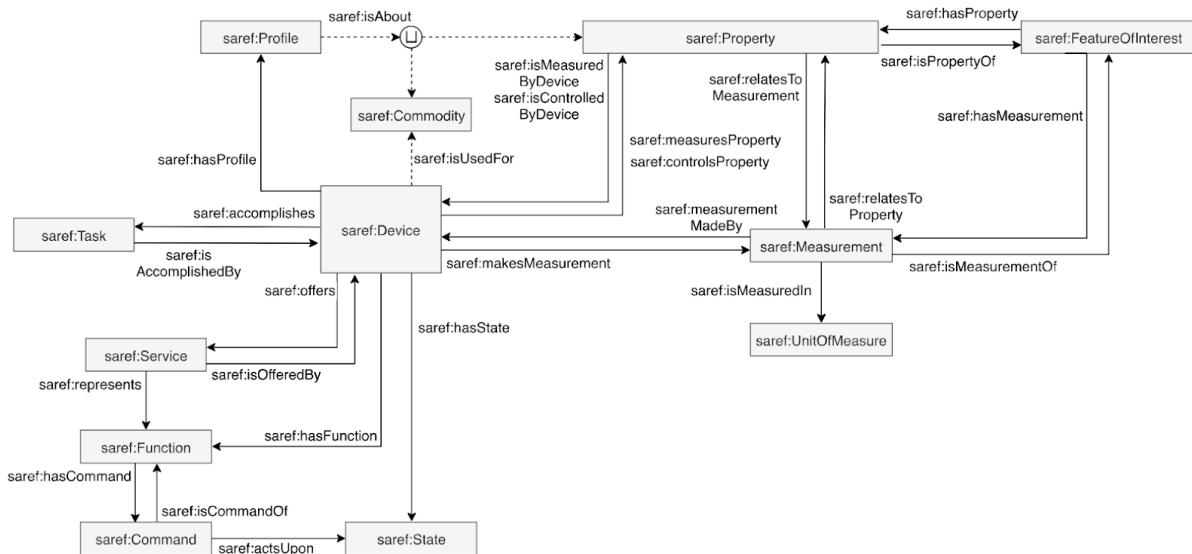 saref:isAbout
saref:hasProperty
saref:Profile
saref:Property
saref:FeatureOfInterest
saref:isPropertyOf
saref:isMeasured
ByDevice
saref:isControlled
ByDevice
saref:relatesTo
Measurement
saref:Commodity
saref:hasMeasurement
saref:hasProfile
saref:isUsedFor
saref:measuresProperty
saref:controlsProperty
saref:accomplishes
saref:Device
saref:measurement
MadeBy
saref:relatesTo
Property
saref:Task
saref:is
AccomplishedBy
saref:Measurement
saref:makesMeasurement
saref:isMeasurementOf
saref:offers
saref:isMeasuredIn
saref:hasState
saref:UnitOfMeasure
saref:Service
saref:isOfferedBy
saref:represents
saref:hasFunction
saref:Function
saref:hasCommand
saref:isCommandOf
saref:Command
saref:actsUpon
saref:State